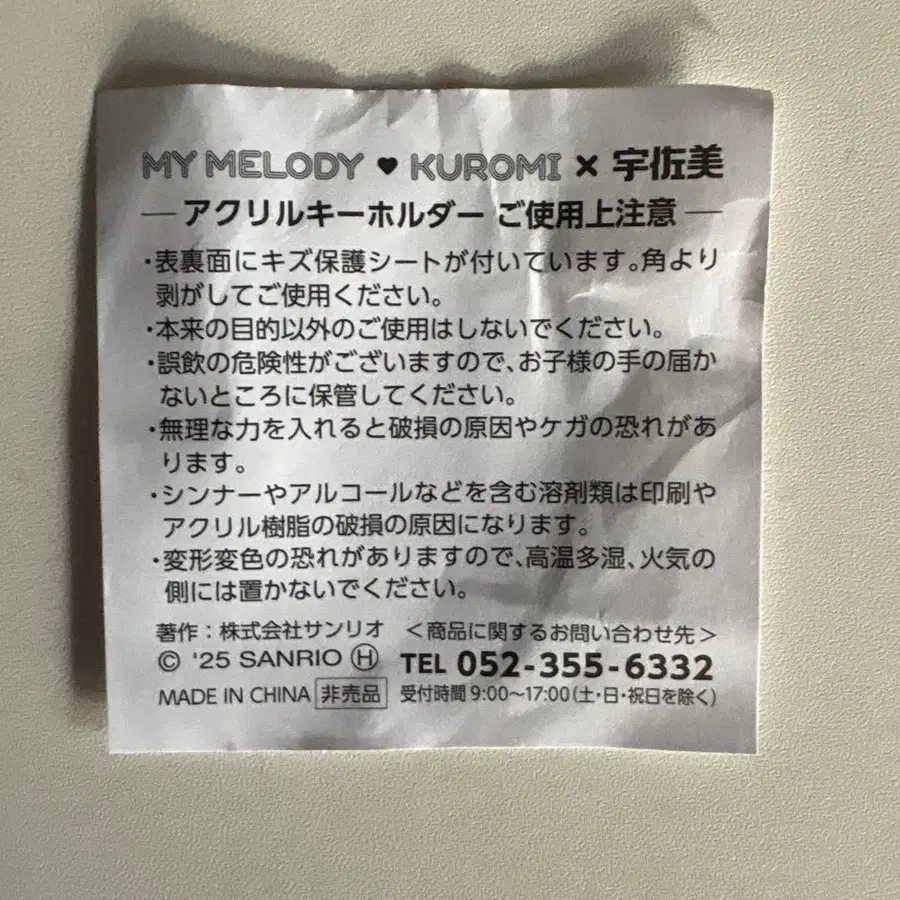 MY MELODY ♥ KUROMI × 宇佐美
― アクリルキーホルダー ご使用上注意 ―
・表裏面にキズ保護シートが付いています。角より
剥がしてご使用ください。
・本来の目的以外のご使用はしないでください。
・誤飲の危険性がございますので、お子様の手の届か
ないところに保管してください。
・無理な力を入れると破損の原因やケガの恐れがあ
ります。
・シンナーやアルコールなどを含む溶剤類は印刷や
アクリル樹脂の破損の原因になります。
・変形変色の恐れがありますので、高温多湿、火気の
側には置かないでください。
著作：株式会社サンリオ ＜商品に関するお問い合わせ先＞
© '25 SANRIO Ⓗ TEL 052-355-6332
MADE IN CHINA 非売品 受付時間 9:00～17:00（土・日・祝日を除く）